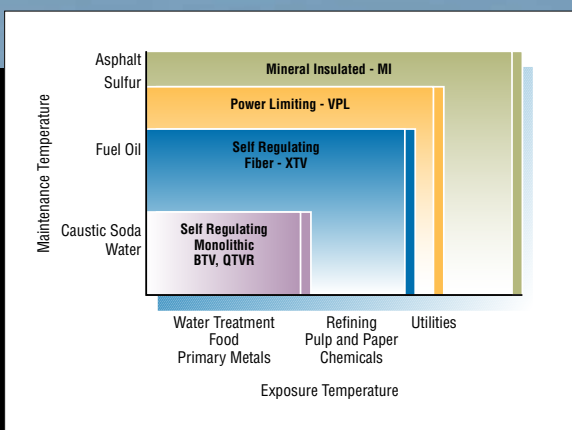 Asphalt
Sulfur
Fuel Oil
Caustic Soda
Water
Maintenance Temperature
Mineral Insulated - MI
Power Limiting - VPL
Self Regulating
Fiber - XTV
Self Regulating
Monolithic
BTV, QTVR
Water Treatment
Food
Primary Metals
Refining
Pulp and Paper
Chemicals
Utilities
Exposure Temperature